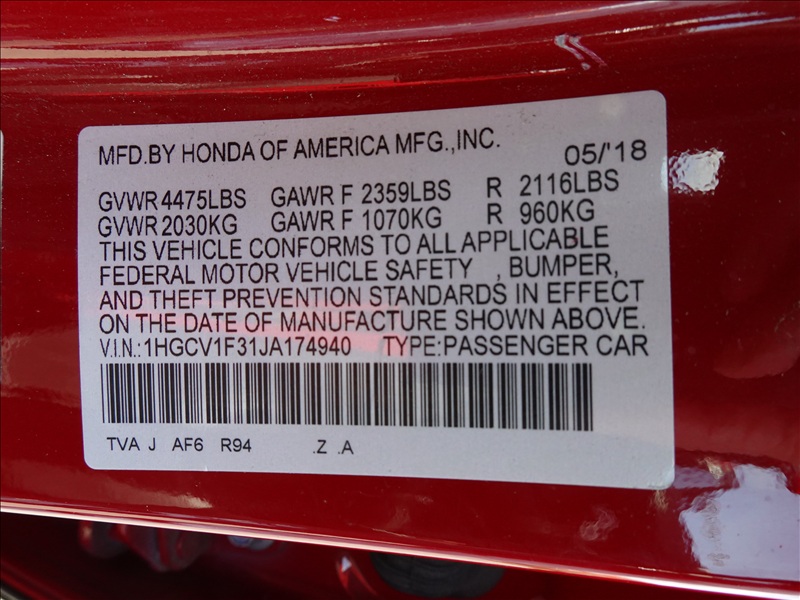 MFD.BY HONDA OF AMERICA MFG.,INC.
05/'18
GVWR 4475LBS GAWR F 2359LBS R 2116LBS
GVWR 2030KG GAWR F 1070KG R 960KG
THIS VEHICLE CONFORMS TO ALL APPLICABLE
FEDERAL MOTOR VEHICLE SAFETY , BUMPER,
AND THEFT PREVENTION STANDARDS IN EFFECT
ON THE DATE OF MANUFACTURE SHOWN ABOVE.
V.I.N.:1HGCV1F31JA174940 TYPE:PASSENGER CAR
TVA J AF6 R94 .Z .A